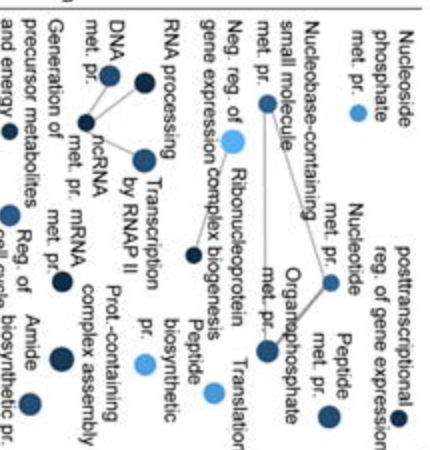 Nucleoside
phosphate
met. pr.
posttranscriptional
reg. of gene expression
Nucleotide
met. pr.
Peptide
met. pr.
Nucleobase-containing
small molecule
met. pr.
Organophosphate
met. pr.
Neg. reg. of
gene expression
Ribonucleoprotein
complex biogenesis
Translation
Peptide
biosynthetic
pr.
RNA processing
Transcription
by RNAP II
DNA
met. pr.
ncRNA
met. pr.
Prot.-containing
complex assembly
mRNA
met. pr.
Generation of
precursor metabolites
and energy
Reg. of
Amide
biosynthetic pr.